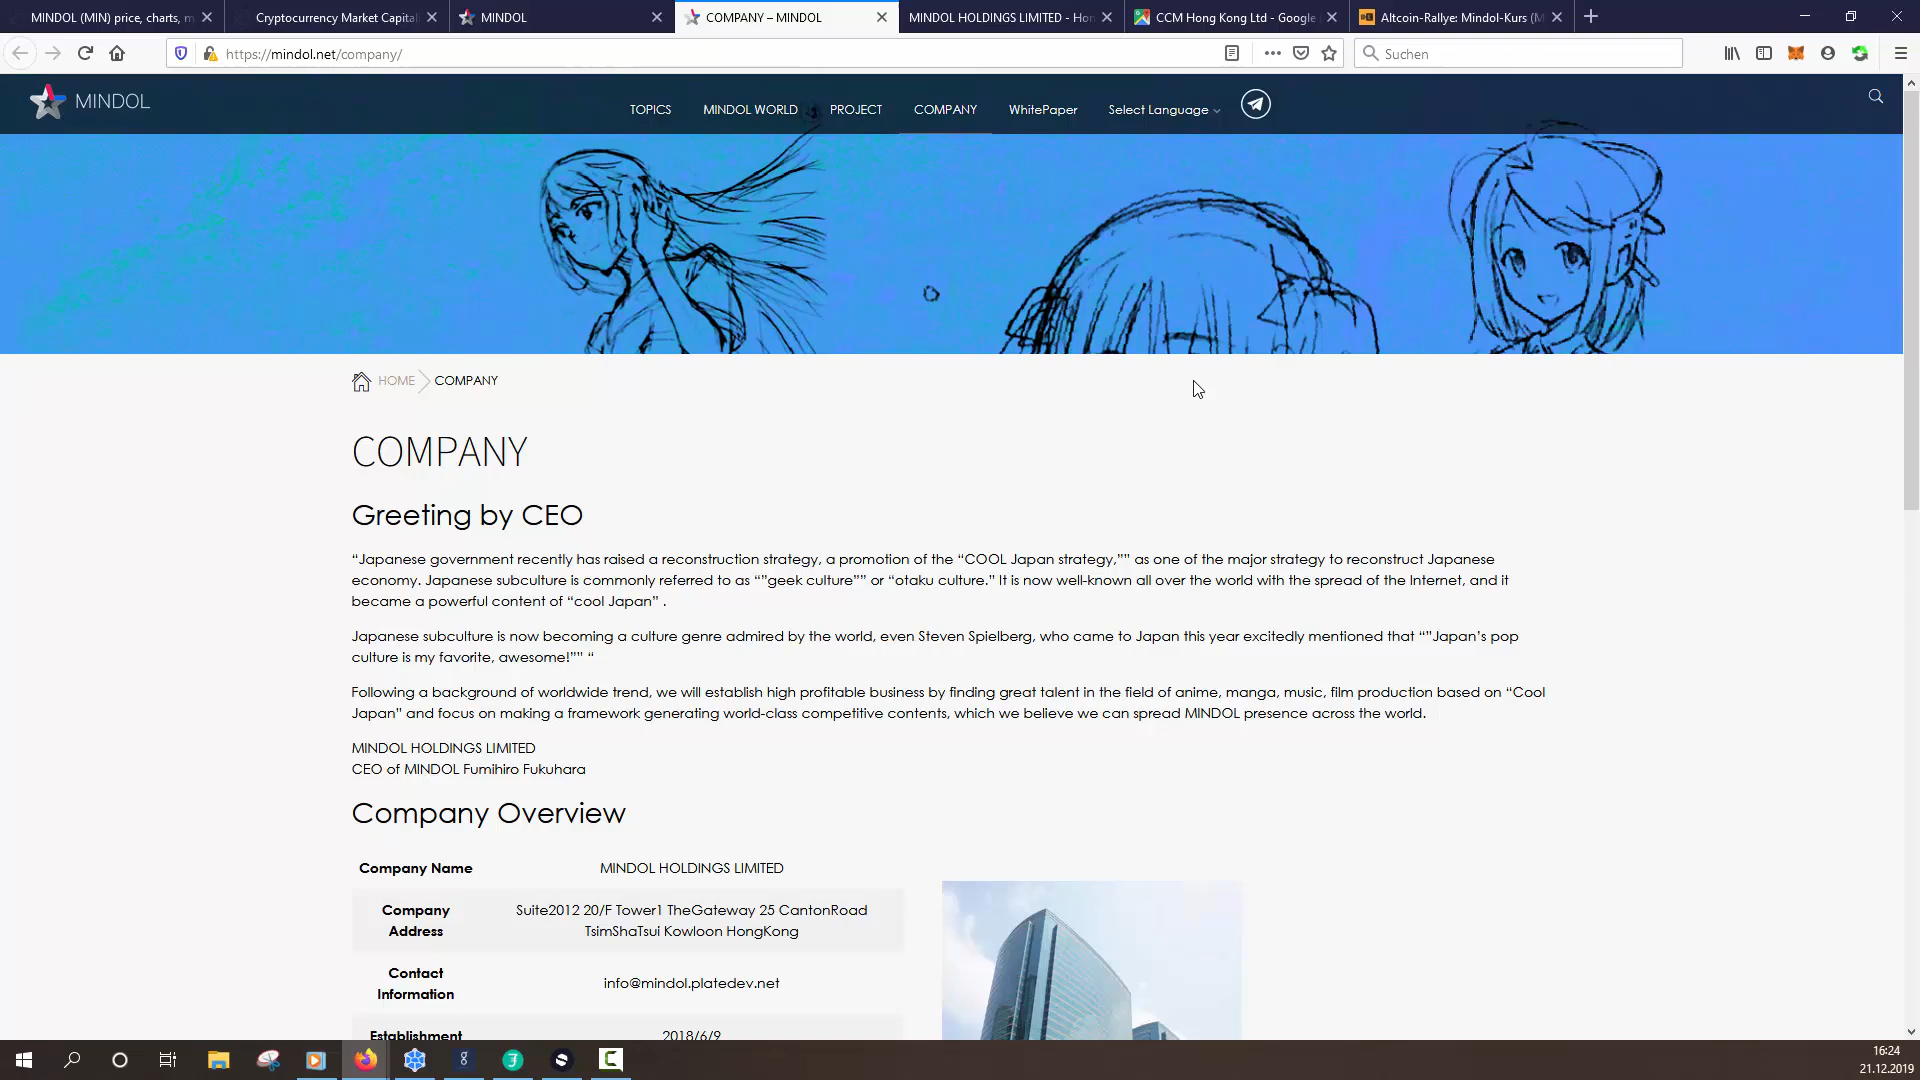 MINDOL (MIN) price, charts, m
Cryptocurrency Market Capital
MINDOL
COMPANY – MINDOL
MINDOL HOLDINGS LIMITED - Hon
CCM Hong Kong Ltd - Google
Altcoin-Rallye: Mindol-Kurs (M
https://mindol.net/company/
Suchen
MINDOL
TOPICS
MINDOL WORLD
PROJECT
COMPANY
WhitePaper
Select Language
HOME
COMPANY
COMPANY
Greeting by CEO
“Japanese government recently has raised a reconstruction strategy, a promotion of the “COOL Japan strategy,”” as one of the major strategy to reconstruct Japanese
economy. Japanese subculture is commonly referred to as “”geek culture”” or “otaku culture.” It is now well-known all over the world with the spread of the Internet, and it
became a powerful content of “cool Japan” .
Japanese subculture is now becoming a culture genre admired by the world, even Steven Spielberg, who came to Japan this year excitedly mentioned that “”Japan’s pop
culture is my favorite, awesome!”” “
Following a background of worldwide trend, we will establish high profitable business by finding great talent in the field of anime, manga, music, film production based on “Cool
Japan” and focus on making a framework generating world-class competitive contents, which we believe we can spread MINDOL presence across the world.
MINDOL HOLDINGS LIMITED
CEO of MINDOL Fumihiro Fukuhara
Company Overview
Company Name
MINDOL HOLDINGS LIMITED
Company
Address
Suite2012 20/F Tower1 TheGateway 25 CantonRoad
TsimShaTsui Kowloon HongKong
Contact
Information
info@mindol.platedev.net
Establishment
2018/6/9
16:24
21.12.2019